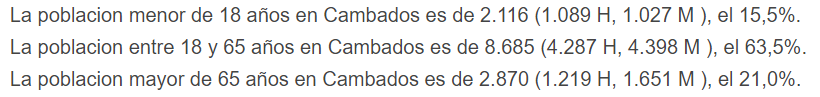 La poblacion menor de 18 años en Cambados es de 2.116 (1.089 H, 1.027 M ), el 15,5%.
La poblacion entre 18 y 65 años en Cambados es de 8.685 (4.287 H, 4.398 M ), el 63,5%.
La poblacion mayor de 65 años en Cambados es de 2.870 (1.219 H, 1.651 M ), el 21,0%.